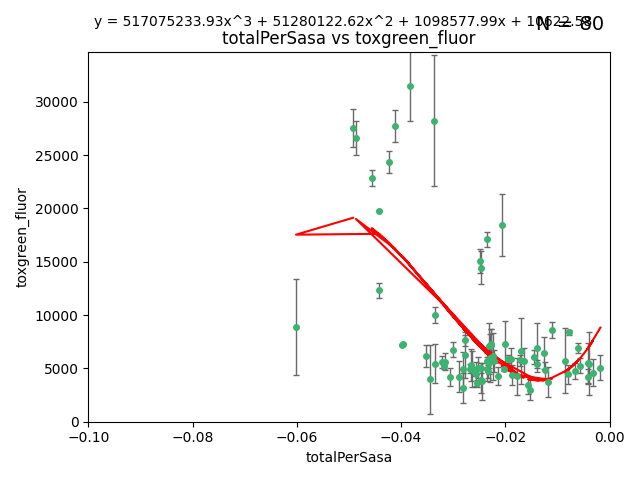 y = 517075233.93x^3 + 51280122.62x^2 + 1098577.99x + 10622.58
N = 80
totalPerSasa vs toxgreen_fluor
30000
25000
20000
15000
10000
5000
0
toxgreen_fluor
−0.10 −0.08 −0.06 −0.04 −0.02 0.00
totalPerSasa